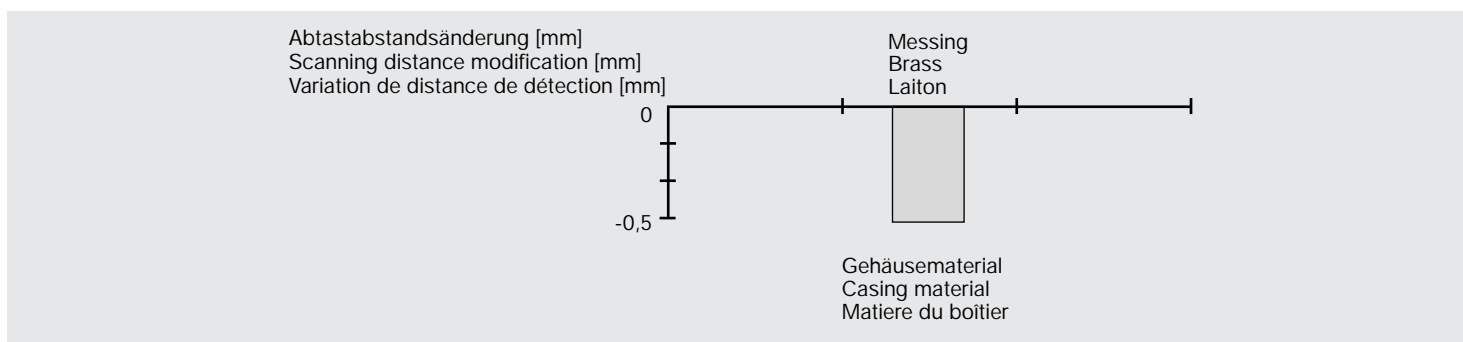 Abtastabstandsänderung [mm]
Scanning distance modification [mm]
Variation de distance de détection [mm]
Messing
Brass
Laiton
0
-0,5
Gehäusematerial
Casing material
Matiere du boîtier